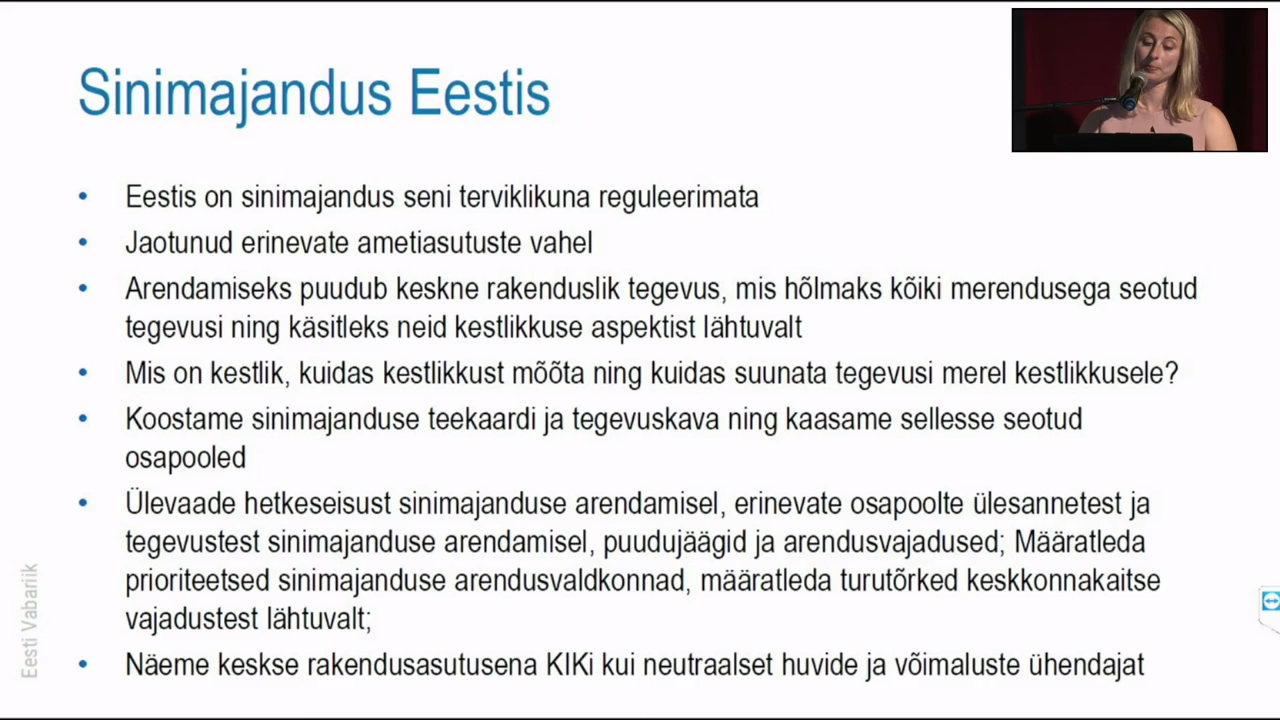 Sinimajandus Eestis
• Eestis on sinimajandus seni terviklikuna reguleerimata
• Jaotunud erinevate ametiasutuste vahel
• Arendamiseks puudub keskne rakenduslik tegevus, mis hõlmaks kõiki merendusega seotud
tegevusi ning käsitleks neid kestlikkuse aspektist lähtuvalt
• Mis on kestlik, kuidas kestlikkust mõõta ning kuidas suunata tegevusi merel kestlikkusele?
• Koostame sinimajanduse teekaardi ja tegevuskava ning kaasame sellesse seotud
osapooled
• Ülevaade hetkeseisust sinimajanduse arendamisel, erinevate osapoolte ülesannetest ja
tegevustest sinimajanduse arendamisel, puudujäägid ja arendusvajadused; Määratleda
prioriteetsed sinimajanduse arendusvaldkonnad, määratleda turutõrked keskkonnakaitse
vajadustest lähtuvalt;
• Näeme keskse rakendusasutusena KIKi kui neutraalset huvide ja võimaluste ühendajat
Eesti Vabariik